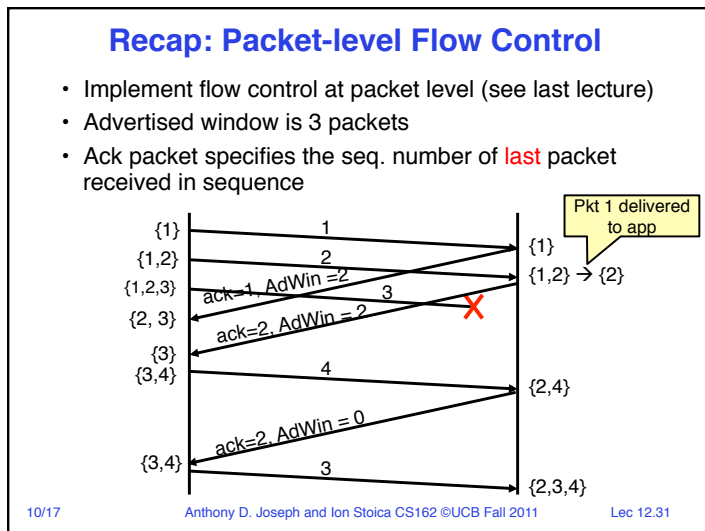 Recap: Packet-level Flow Control
• Implement flow control at packet level (see last lecture)
• Advertised window is 3 packets
• Ack packet specifies the seq. number of last packet
received in sequence
Pkt 1 delivered
to app
{1}
1
{1}
{1,2}
2
{1,2} → {2}
{1,2,3}
ack=1, AdWin =2
3
{2, 3}
ack=2, AdWin = 2
{3}
{3,4}
4
{2,4}
ack=2, AdWin = 0
{3,4}
3
{2,3,4}
10/17
Anthony D. Joseph and Ion Stoica CS162 ©UCB Fall 2011
Lec 12.31